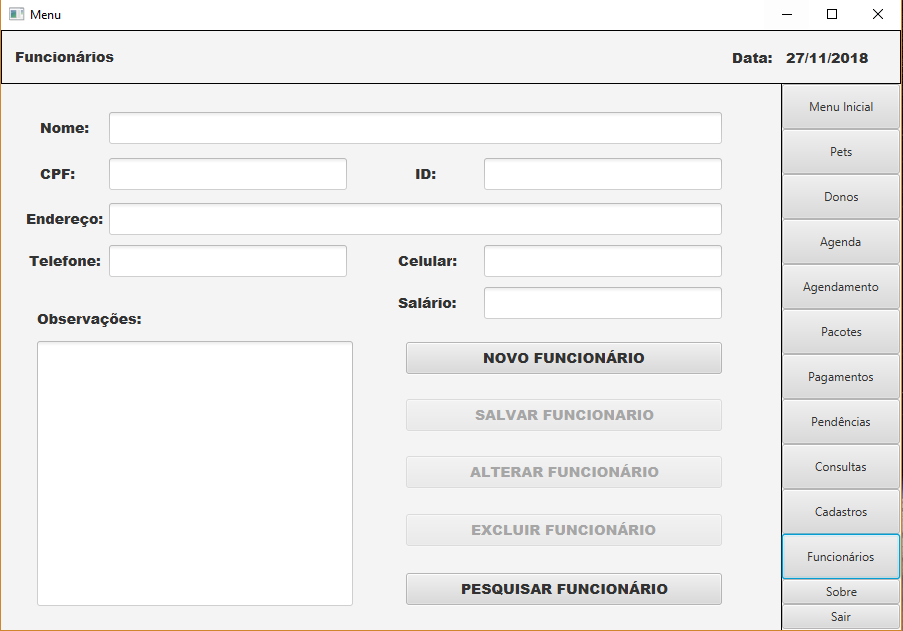 Menu
Funcionários
Data: 27/11/2018
Nome:
CPF:
ID:
Endereço:
Telefone:
Celular:
Salário:
Observações:
NOVO FUNCIONÁRIO
SALVAR FUNCIONARIO
ALTERAR FUNCIONÁRIO
EXCLUIR FUNCIONÁRIO
PESQUISAR FUNCIONÁRIO
Menu Inicial
Pets
Donos
Agenda
Agendamento
Pacotes
Pagamentos
Pendências
Consultas
Cadastros
Funcionários
Sobre
Sair